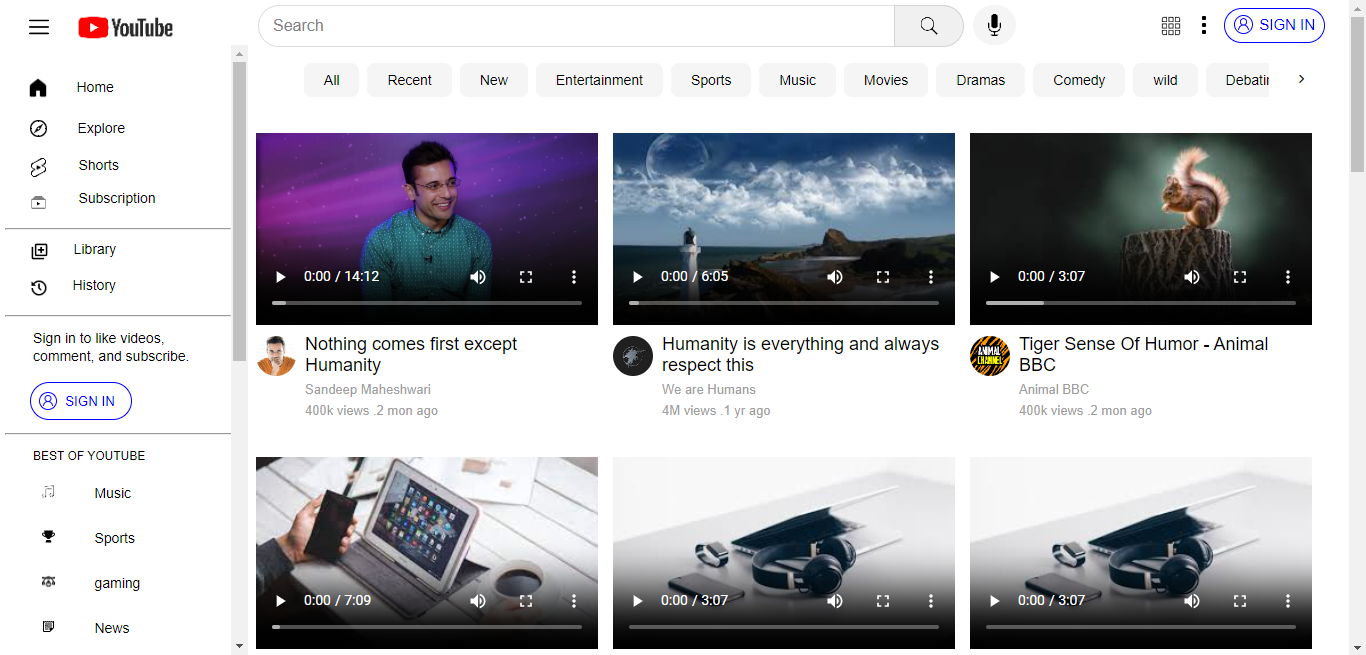 YouTube
Search
SIGN IN
All
Recent
New
Entertainment
Sports
Music
Movies
Dramas
Comedy
wild
Home
Explore
Shorts
Subscription
Library
History
Sign in to like videos,
comment, and subscribe.
SIGN IN
BEST OF YOUTUBE
Music
Sports
gaming
News
0:00 / 14:12
Nothing comes first except
Humanity
Sandeep Maheshwari
400k views .2 mon ago
0:00 / 6:05
Humanity is everything and always
respect this
We are Humans
4M views .1 yr ago
0:00 / 3:07
ANIMAL
CHANNEL
Tiger Sense Of Humor - Animal
BBC
Animal BBC
400k views .2 mon ago
0:00 / 7:09
0:00 / 3:07
0:00 / 3:07